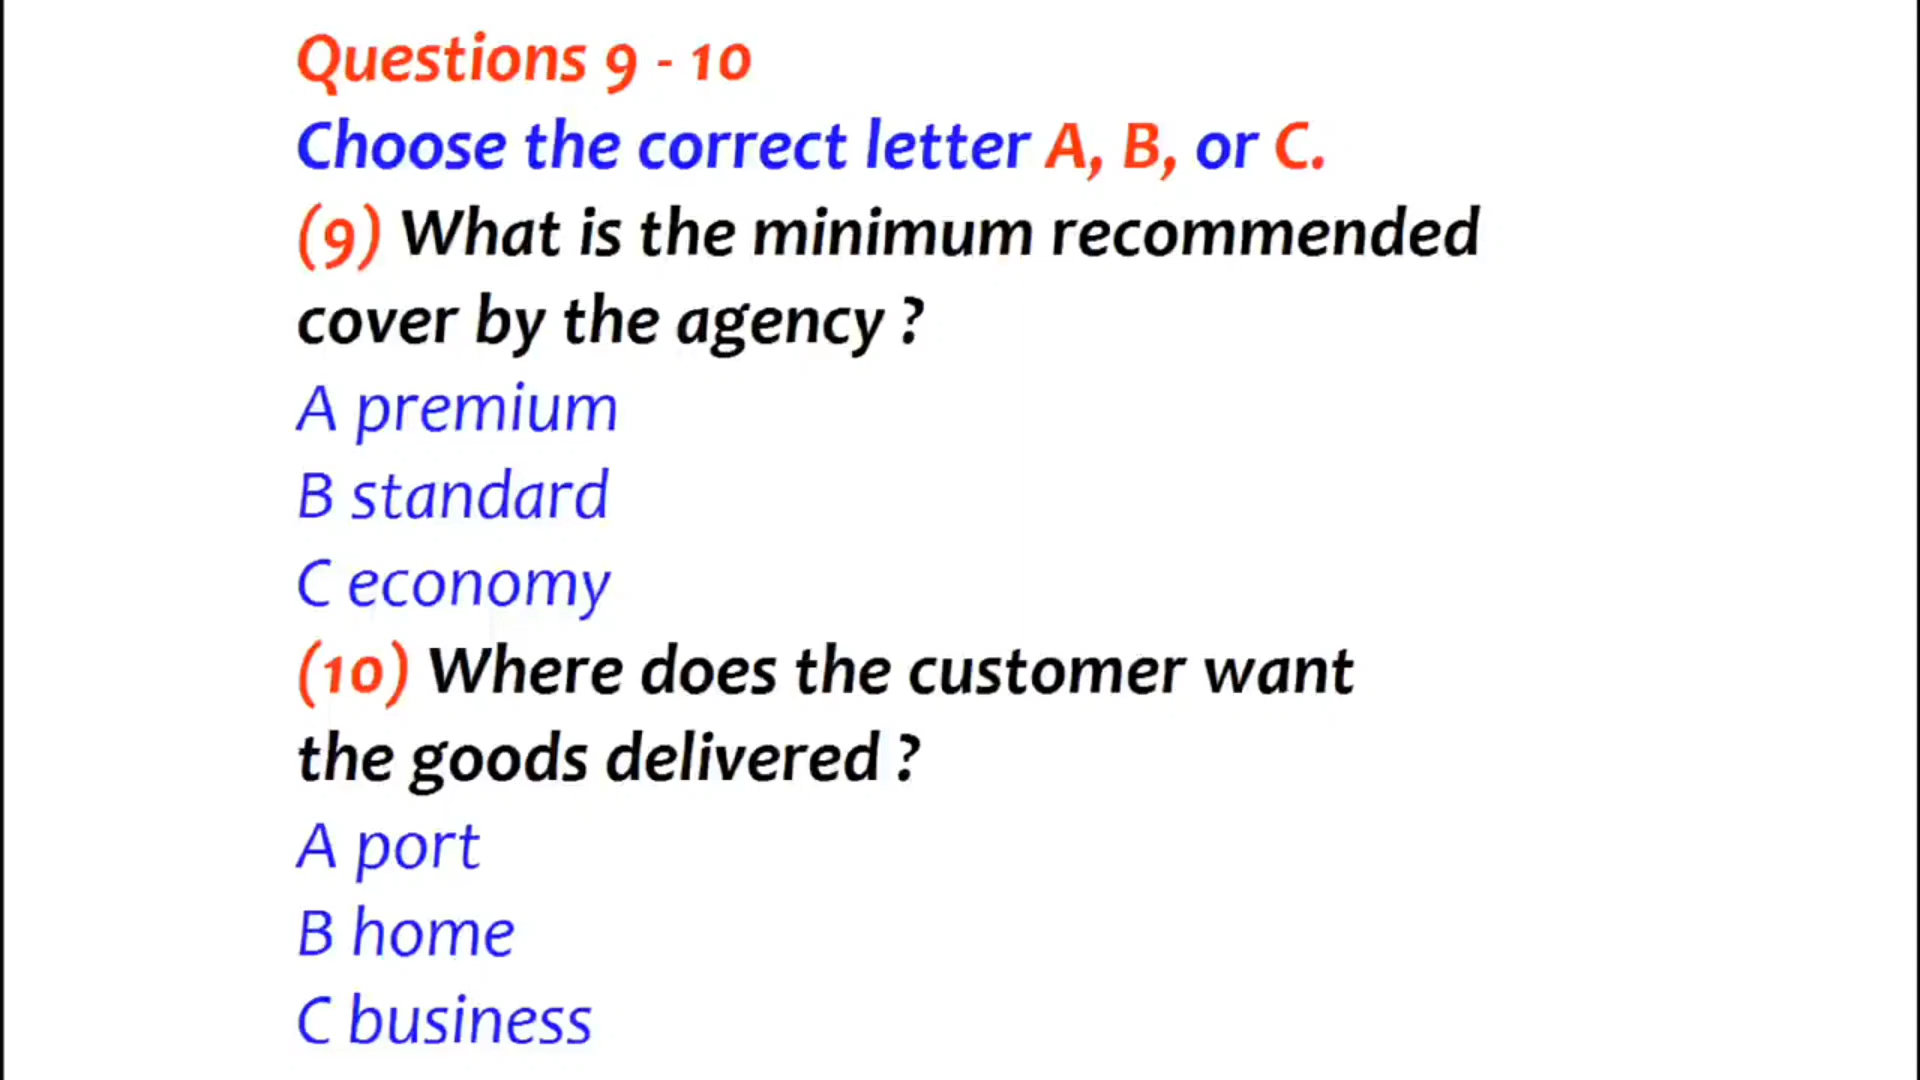 Questions 9 - 10
Choose the correct letter A, B, or C.
(9) What is the minimum recommended
cover by the agency ?
A premium
B standard
C economy
(10) Where does the customer want
the goods delivered ?
A port
B home
C business